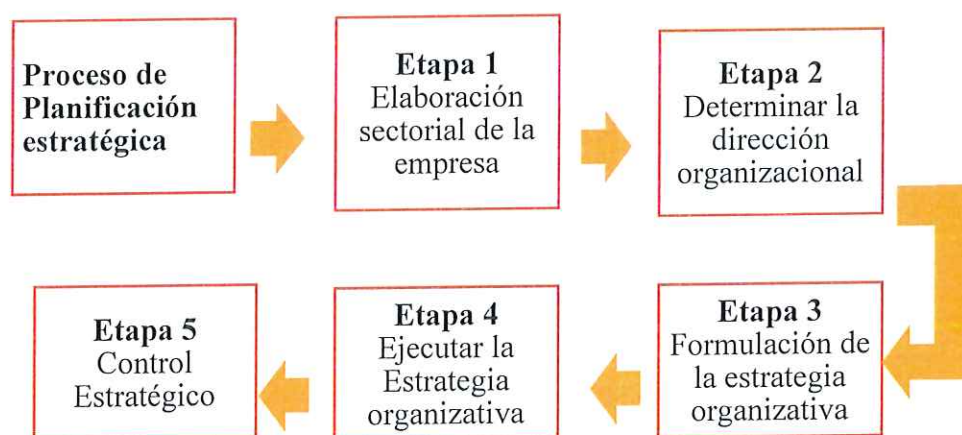 Proceso de
Planificación
estratégica
Etapa 1
Elaboración
sectorial de la
empresa
Etapa 2
Determinar la
dirección
organizacional
Etapa 3
Formulación de
la estrategia
organizativa
Etapa 4
Ejecutar la
Estrategia
organizativa
Etapa 5
Control
Estratégico